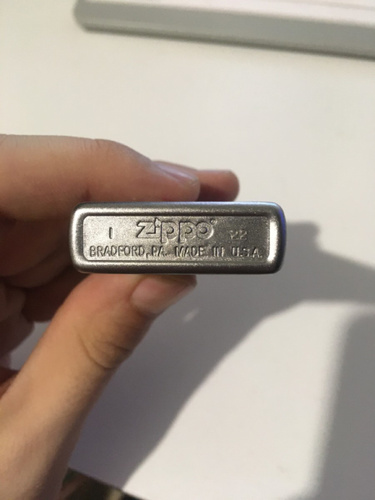 I zippo 22
BRADFORD, PA. MADE IN U.S.A.